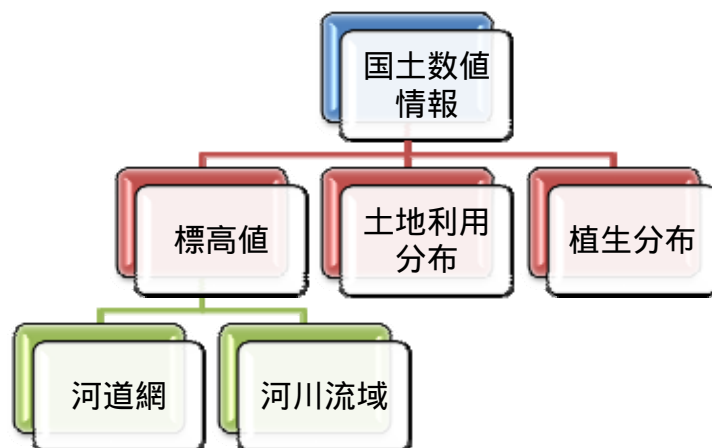 国土数値
情報
標高値
土地利用
分布
植生分布
河道網
河川流域